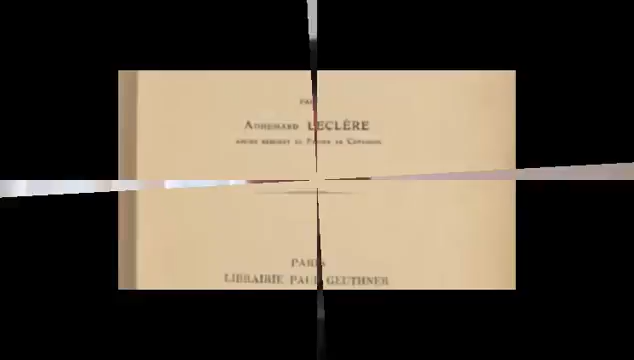 PAR
ADHEMARD LECLÈRE
PARIS
LIBRAIRIE PAUL GEUTHNER